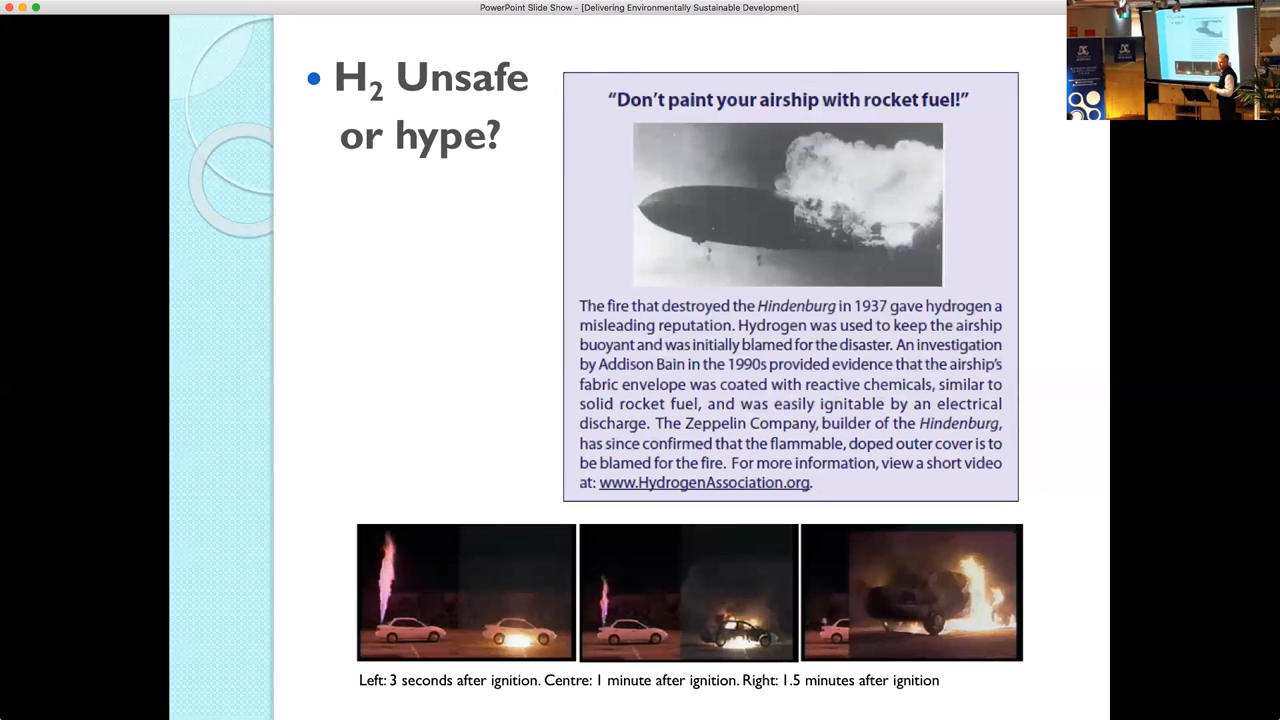 PowerPoint Slide Show - [Delivering Environmentally Sustainable Development]
• H₂ Unsafe
or hype?
“Don’t paint your airship with rocket fuel!”
The fire that destroyed the Hindenburg in 1937 gave hydrogen a
misleading reputation. Hydrogen was used to keep the airship
buoyant and was initially blamed for the disaster. An investigation
by Addison Bain in the 1990s provided evidence that the airship’s
fabric envelope was coated with reactive chemicals, similar to
solid rocket fuel, and was easily ignitable by an electrical
discharge. The Zeppelin Company, builder of the Hindenburg,
has since confirmed that the flammable, doped outer cover is to
be blamed for the fire. For more information, view a short video
at: www.HydrogenAssociation.org.
Left: 3 seconds after ignition. Centre: 1 minute after ignition. Right: 1.5 minutes after ignition